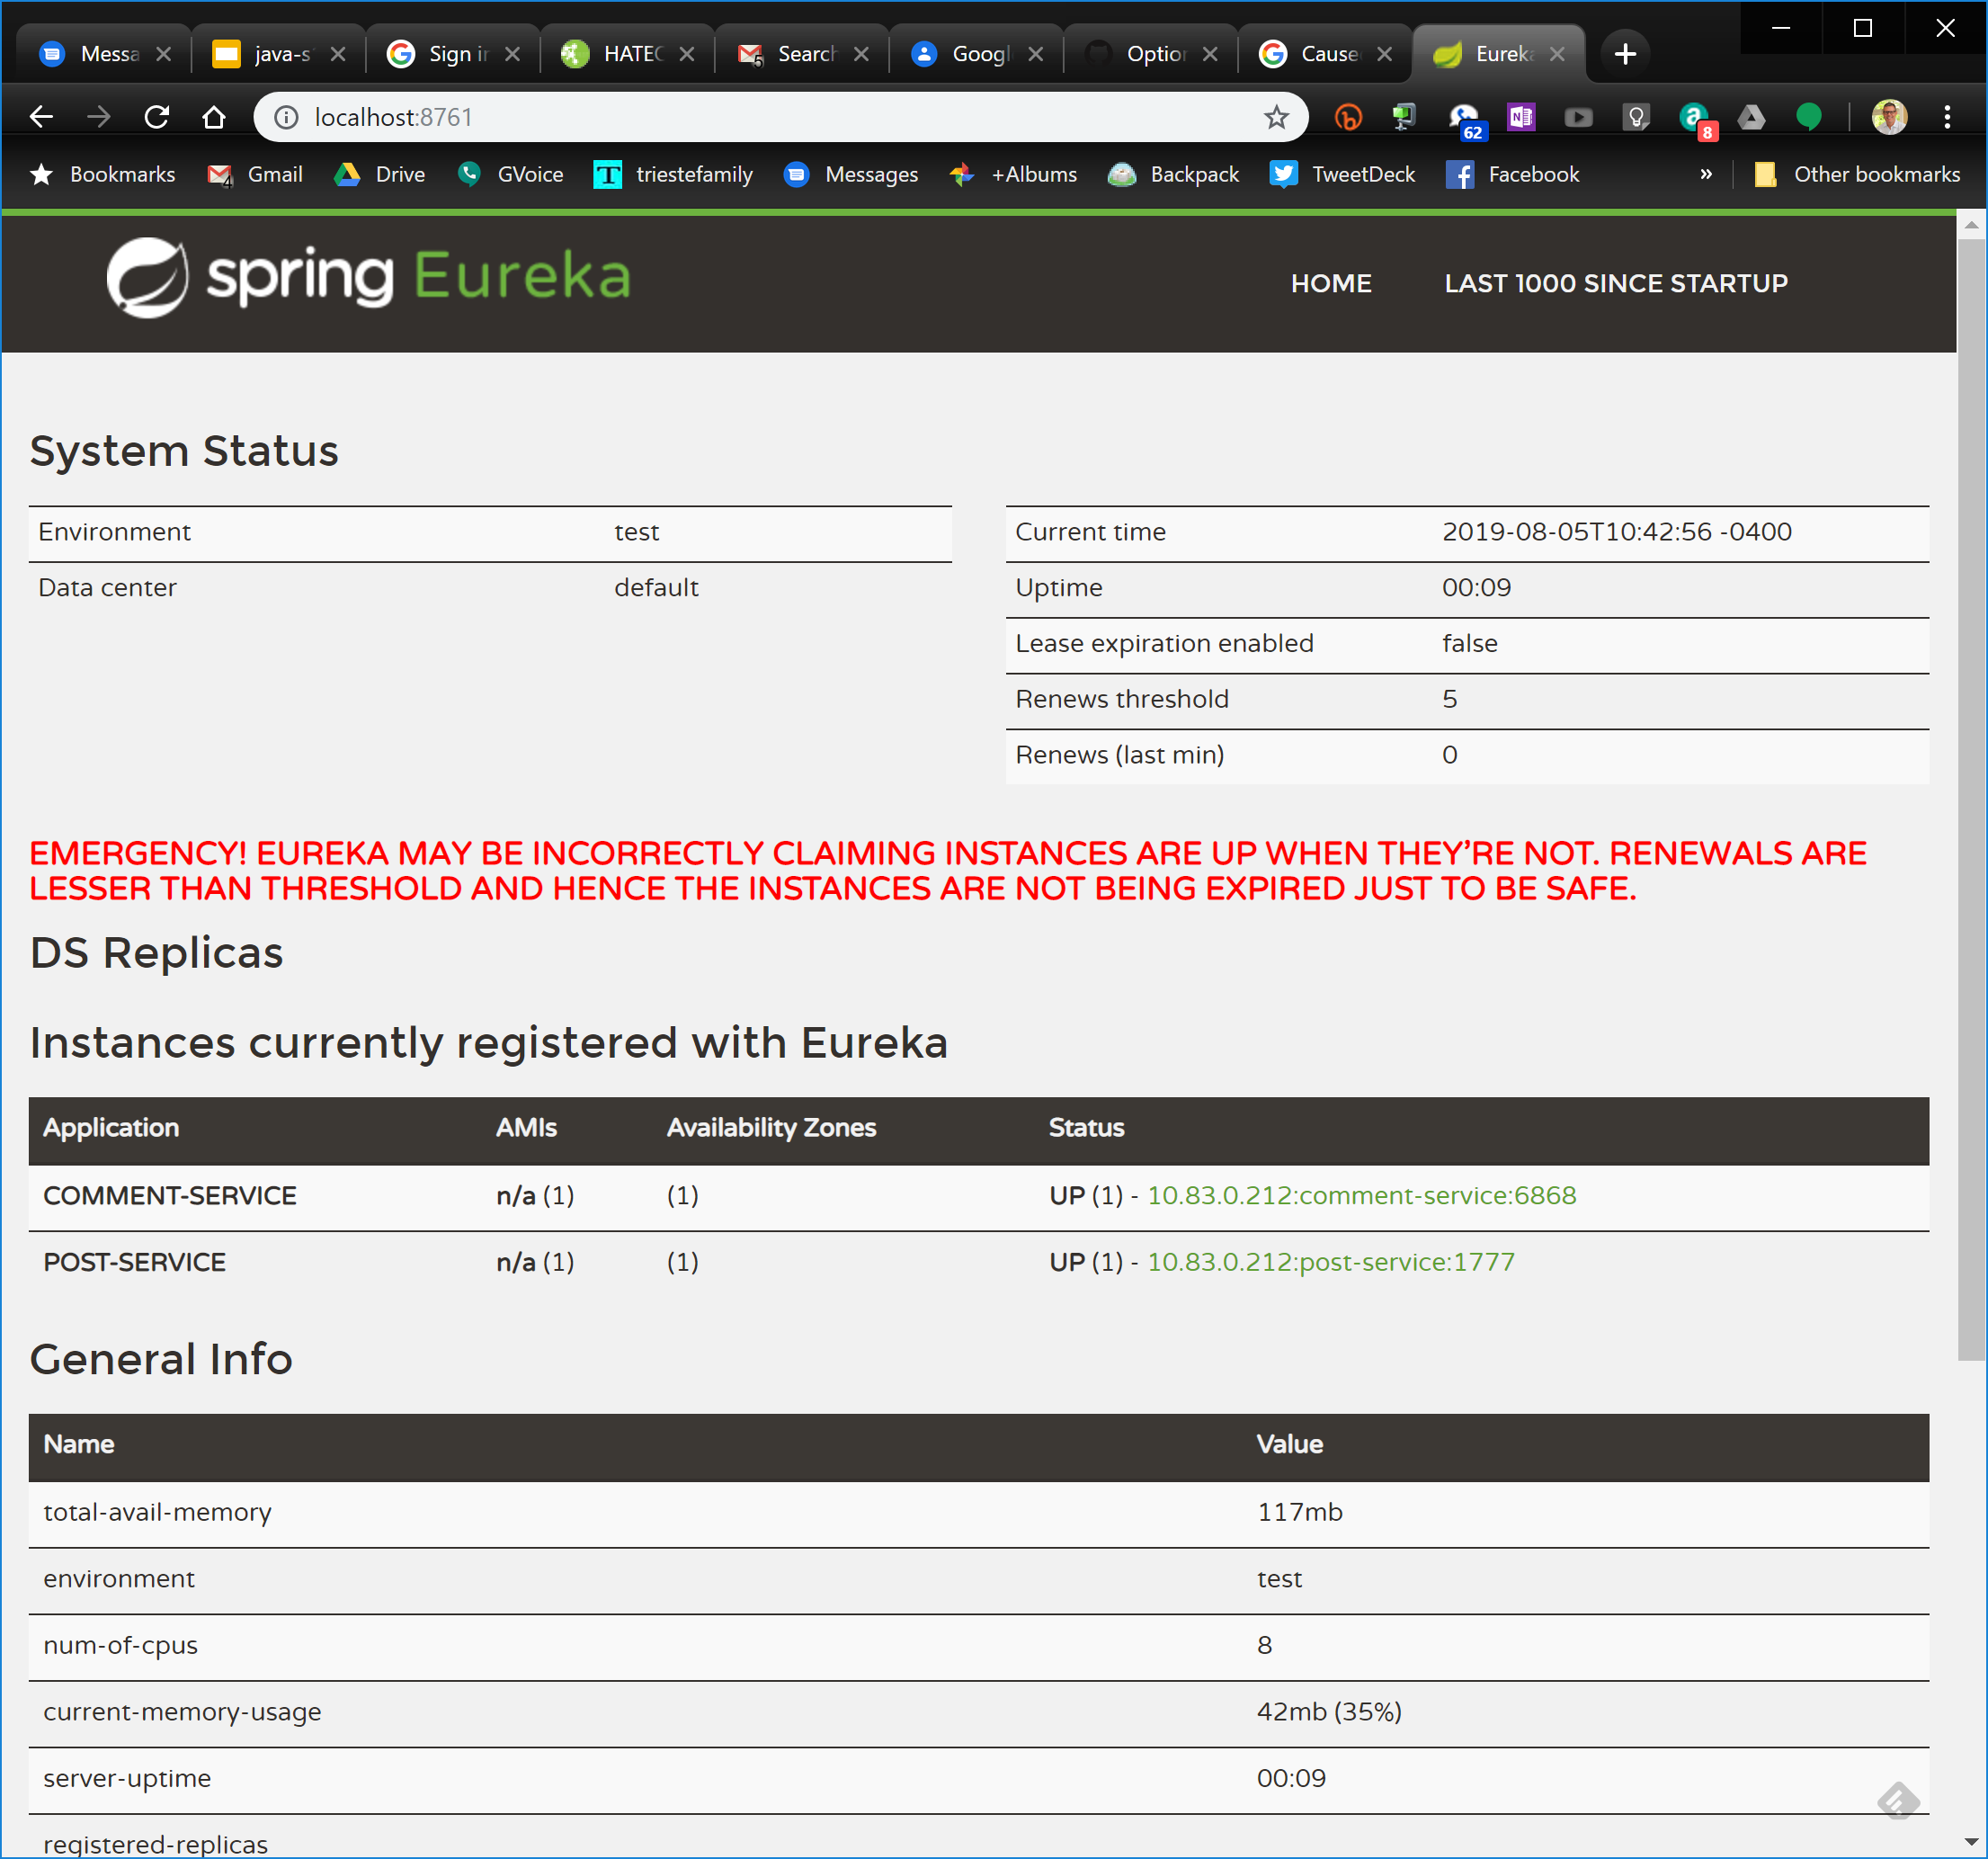 Messa
java-s
Sign in
HATEO
Search
Googl
Option
Cause
Eureka
localhost:8761
62
8
Bookmarks
4
Gmail
Drive
GVoice
triestefamily
Messages
+Albums
Backpack
TweetDeck
Facebook
»
Other bookmarks
spring Eureka
HOME
LAST 1000 SINCE STARTUP
System Status
Environment test
Data center default
Current time 2019-08-05T10:42:56 -0400
Uptime 00:09
Lease expiration enabled false
Renews threshold 5
Renews (last min) 0
EMERGENCY! EUREKA MAY BE INCORRECTLY CLAIMING INSTANCES ARE UP WHEN THEY'RE NOT. RENEWALS ARE
LESSER THAN THRESHOLD AND HENCE THE INSTANCES ARE NOT BEING EXPIRED JUST TO BE SAFE.
DS Replicas
Instances currently registered with Eureka
Application AMIs Availability Zones Status
COMMENT-SERVICE n/a (1) (1) UP (1) - 10.83.0.212:comment-service:6868
POST-SERVICE n/a (1) (1) UP (1) - 10.83.0.212:post-service:1777
General Info
Name Value
total-avail-memory 117mb
environment test
num-of-cpus 8
current-memory-usage 42mb (35%)
server-uptime 00:09
registered-replicas